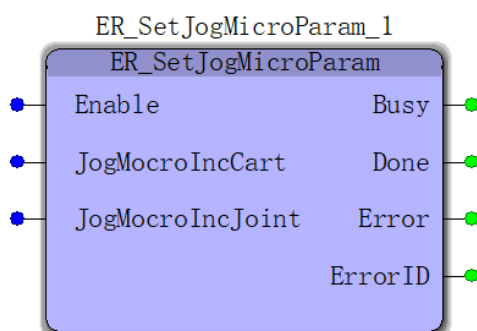 ER_SetJogMicroParam_1
ER_SetJogMicroParam
Enable Busy
JogMocroIncCart Done
JogMocroIncJoint Error
ErrorID